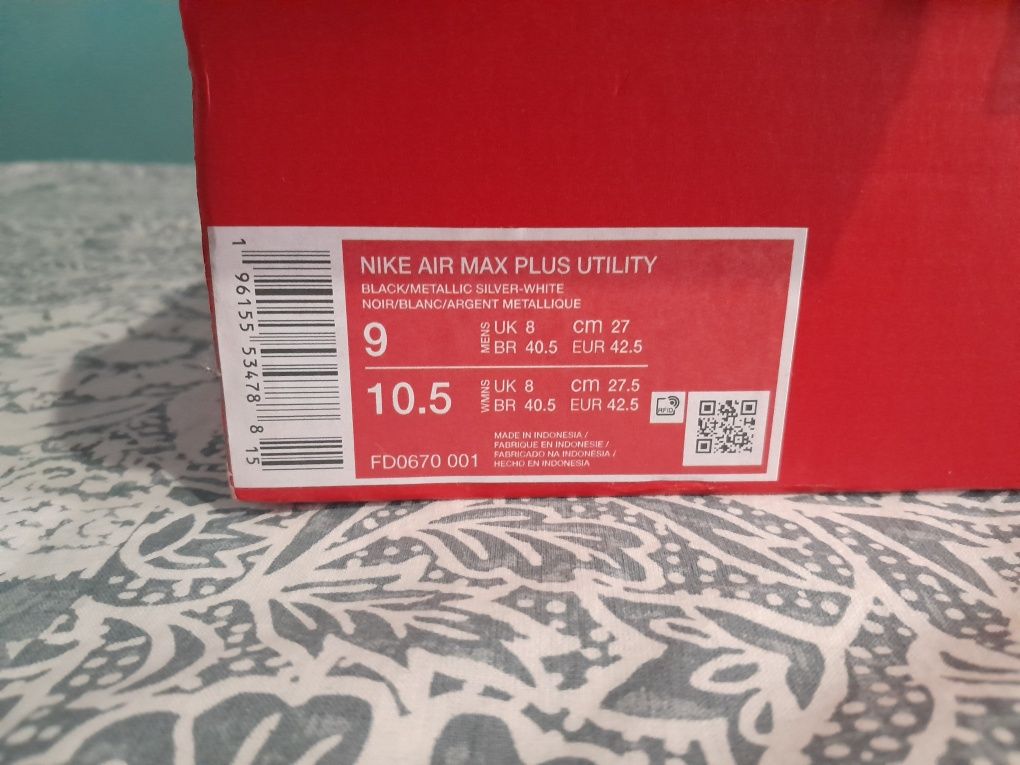 1 96155 53478 8 15
NIKE AIR MAX PLUS UTILITY
BLACK/METALLIC SILVER-WHITE
NOIR/BLANC/ARGENT METALLIQUE
9 MENS UK 8 cm 27
BR 40.5 EUR 42.5
10.5 WMNS UK 8 cm 27.5
BR 40.5 EUR 42.5
RFID
MADE IN INDONESIA /
FABRIQUE EN INDONESIE /
FABRICADO NA INDONESIA /
FD0670 001 HECHO EN INDONESIA